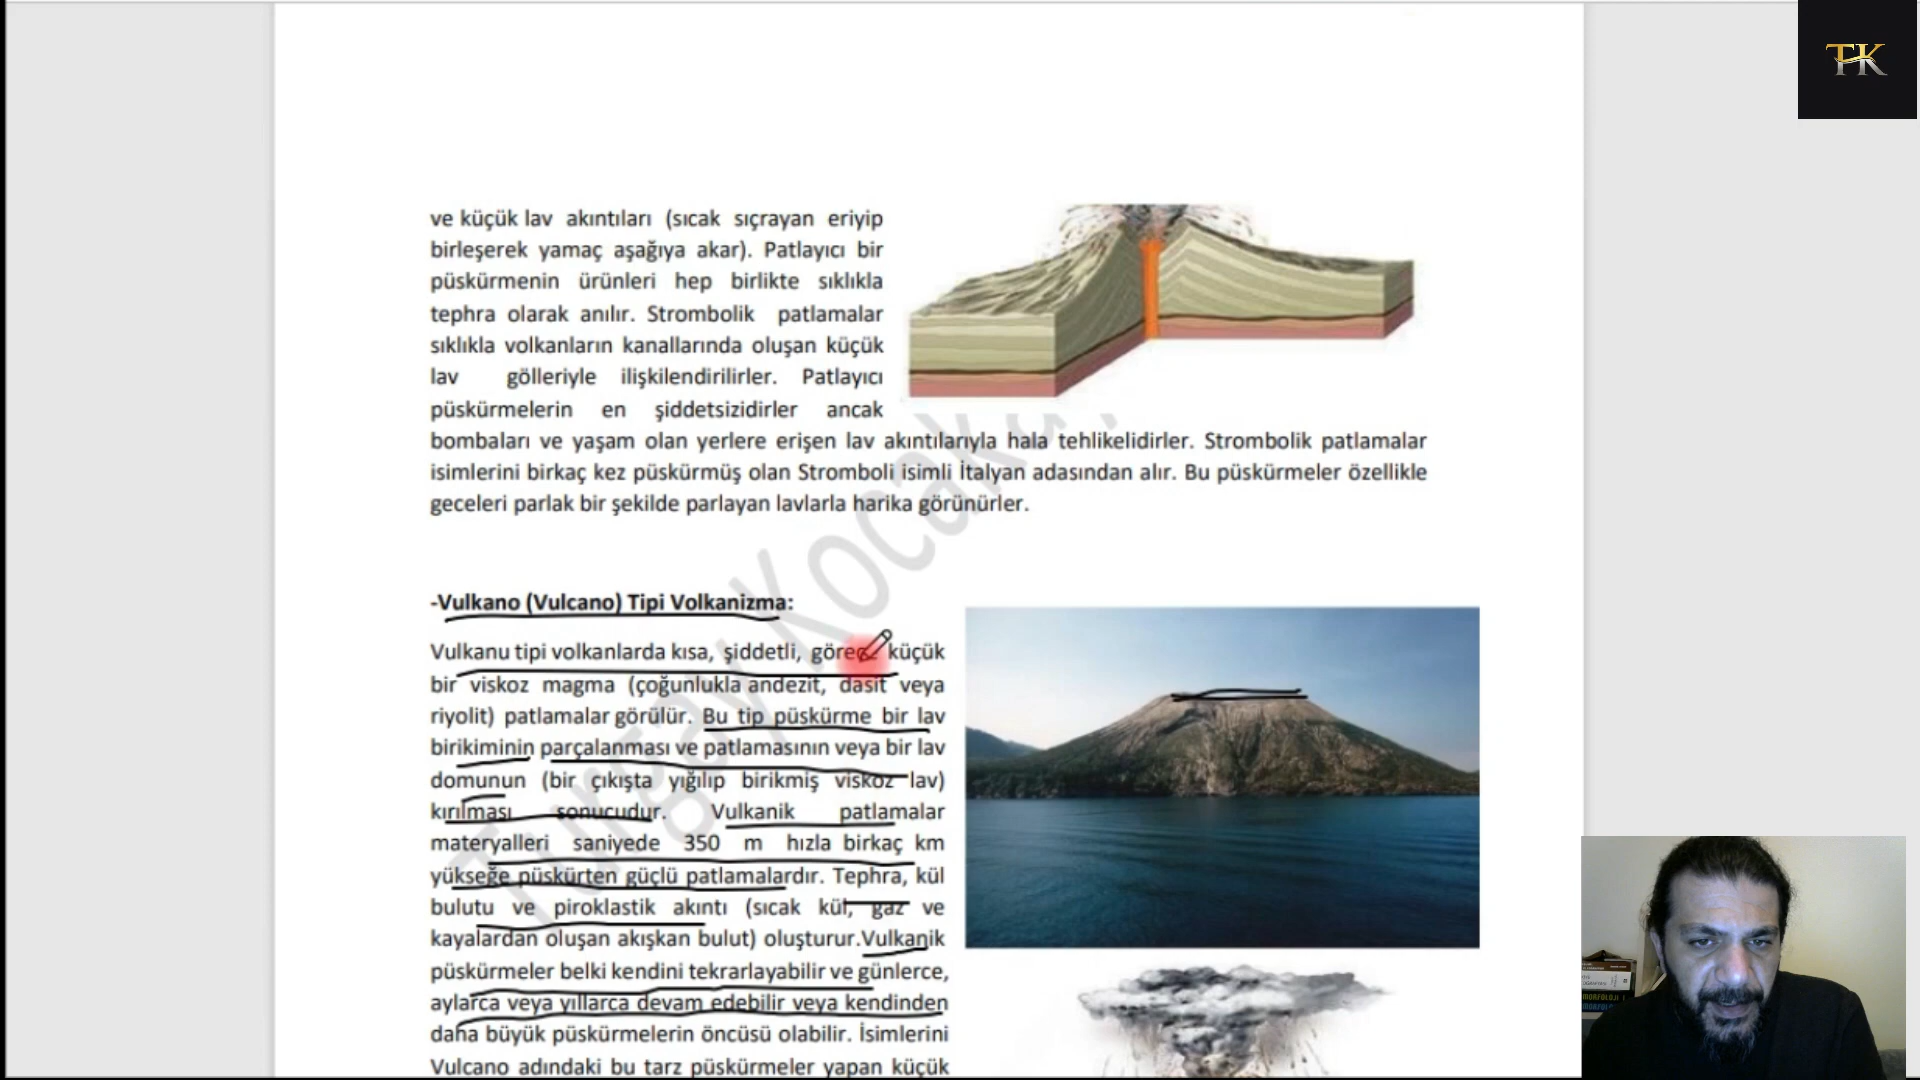 TK
ve küçük lav akıntıları (sıcak sıçrayan eriyip
birleşerek yamaç aşağıya akar). Patlayıcı bir
püskürmenin ürünleri hep birlikte sıklıkla
tephra olarak anılır. Strombolik patlamalar
sıklıkla volkanların kanallarında oluşan küçük
lav gölleriyle ilişkilendirilirler. Patlayıcı
püskürmelerin en şiddetsizidirler ancak
bombaları ve yaşam olan yerlere erişen lav akıntılarıyla hala tehlikelidirler. Strombolik patlamalar
isimlerini birkaç kez püskürmüş olan Stromboli isimli İtalyan adasından alır. Bu püskürmeler özellikle
geceleri parlak bir şekilde parlayan lavlarla harika görünürler.
-Vulkano (Vulcano) Tipi Volkanizma:
Vulkanu tipi volkanlarda kısa, şiddetli, küçük
bir viskoz magma (çoğunlukla andezit, dasit veya
riyolit) patlamalar görülür. Bu tip püskürme bir lav
birikiminin parçalanması ve patlamasının veya bir lav
domunun (bir çıkışta yığılıp birikmiş viskoz lav)
kırılması sonucudur. Vulkanik patlamalar
materyalleri saniyede 350 m hızla birkaç km
yükseğe püskürten güçlü patlamalardır. Tephra, kül
bulutu ve piroklastik akıntı (sıcak kül, gaz ve
kayalardan oluşan akışkan bulut) oluşturur.Vulkanik
püskürmeler belki kendini tekrarlayabilir ve günlerce,
aylarca veya yıllarca devam edebilir veya kendinden
daha büyük püskürmelerin öncüsü olabilir. İsimlerini
Vulcano adındaki bu tarz püskürmeler yapan küçük
Turgay Kocakay